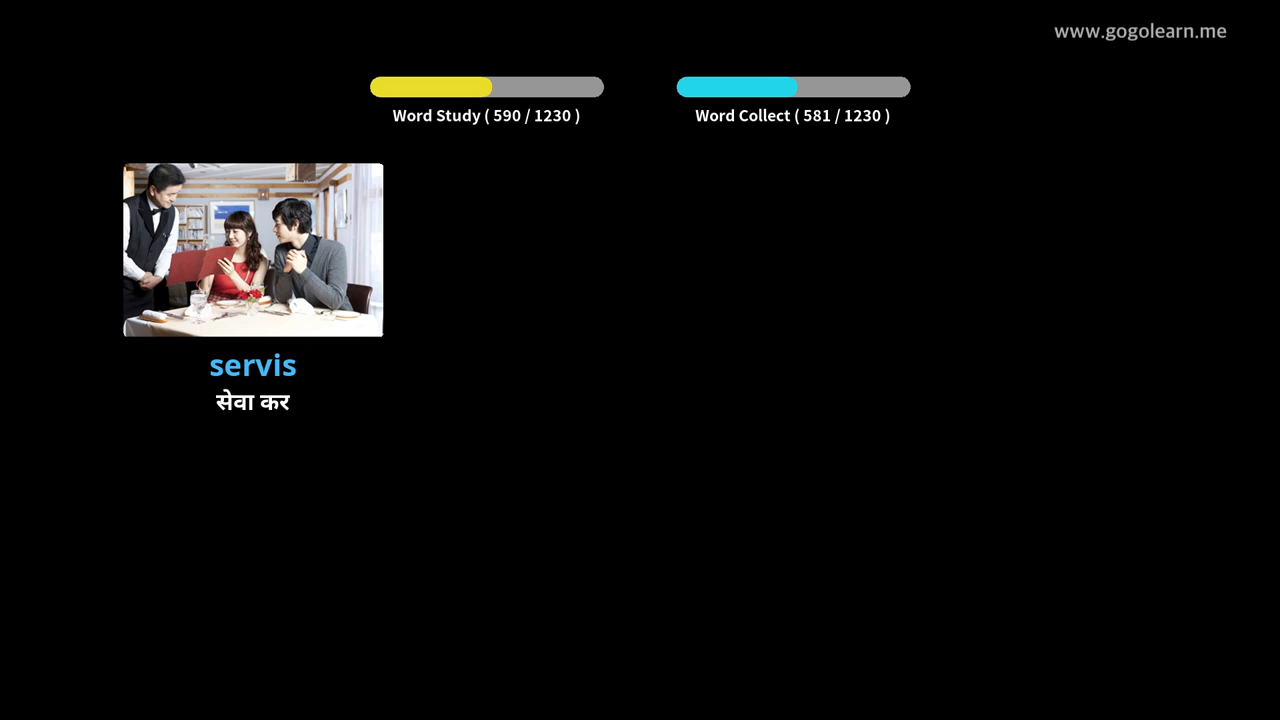 www.gogolearn.me
Word Study ( 590 / 1230 )
Word Collect ( 581 / 1230 )
servis
सेवा कर